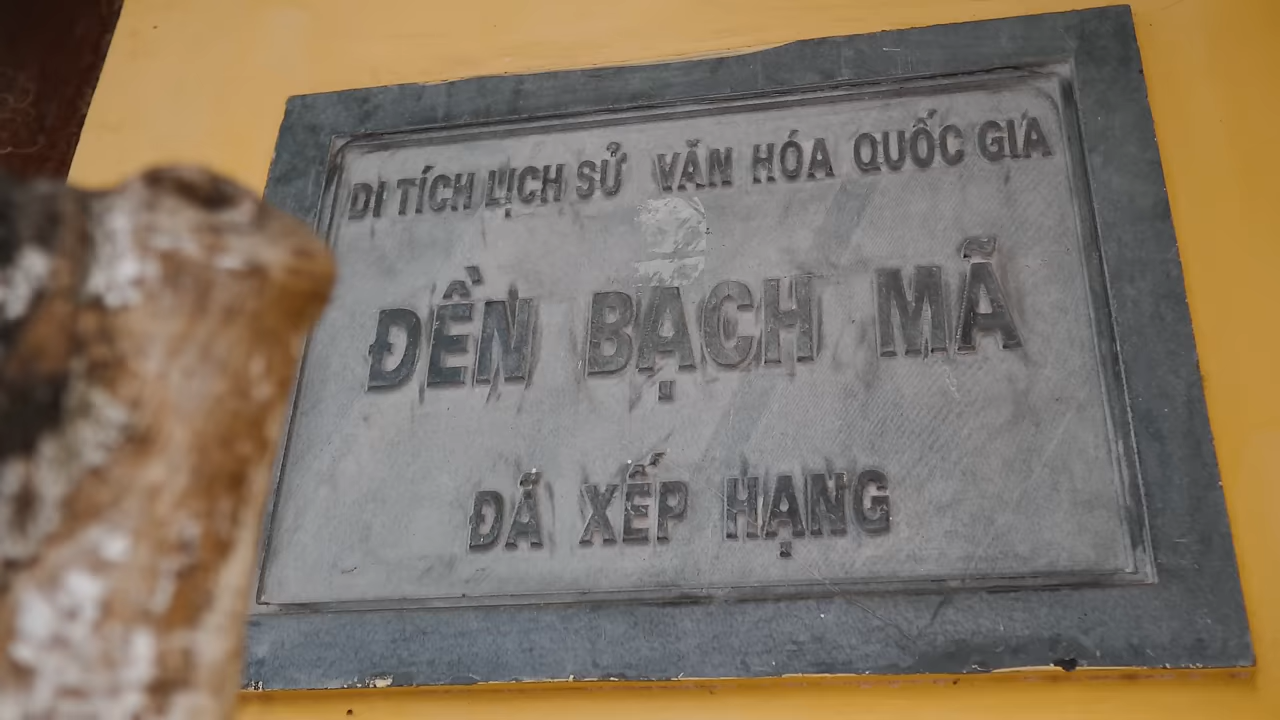 DI TÍCH LỊCH SỬ VĂN HÓA QUỐC GIA
ĐỀN BẠCH MÃ
ĐÃ XẾP HẠNG